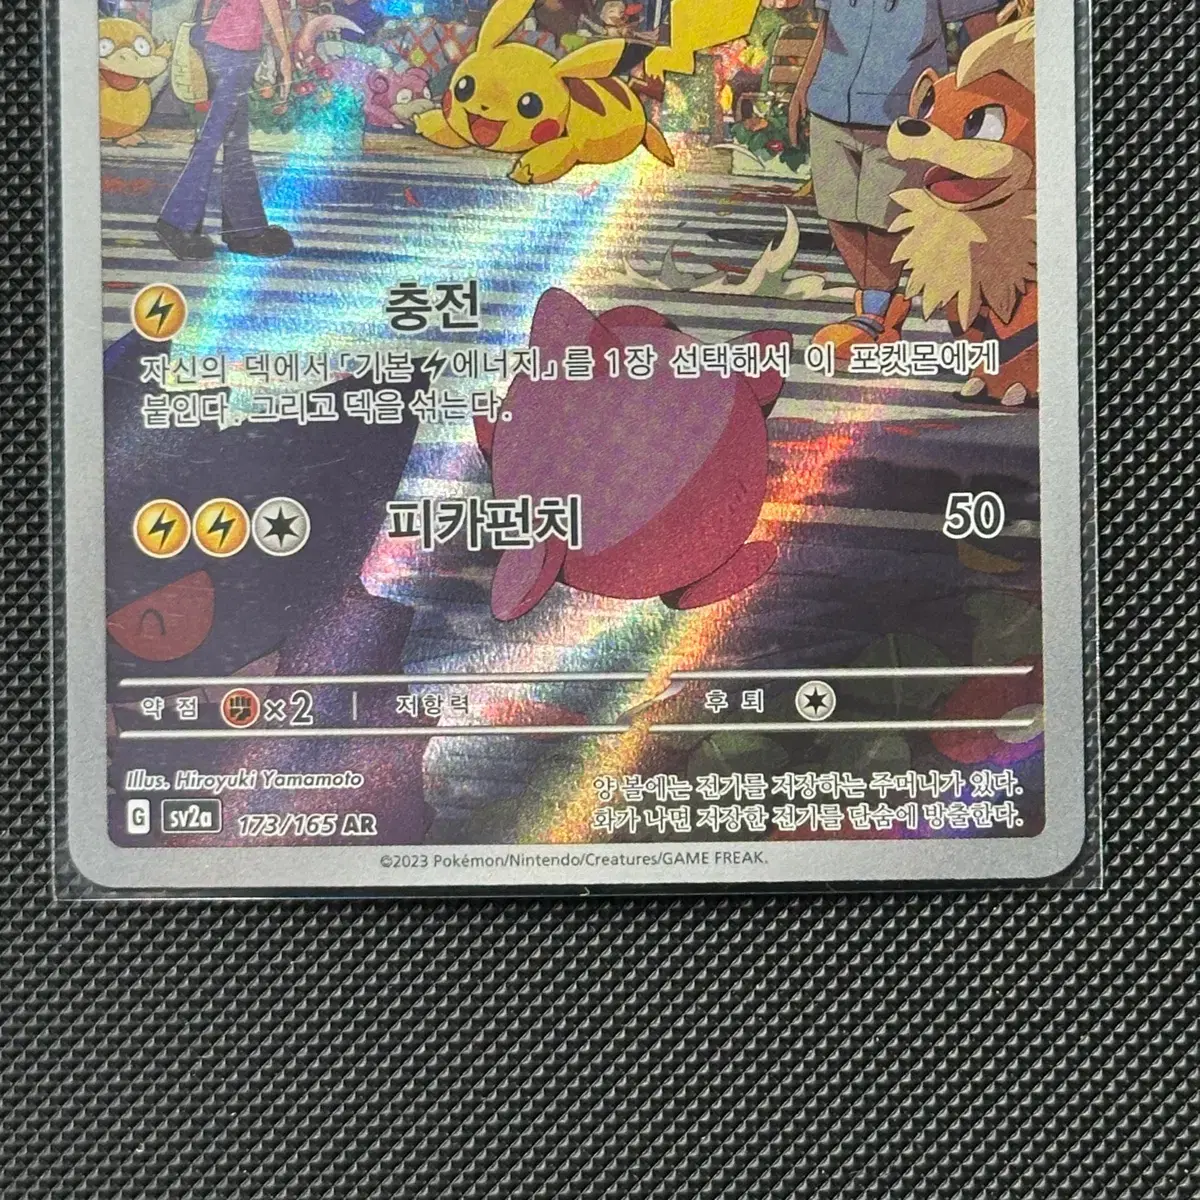 충전
자신의 덱에서 「기본 에너지」를 1장 선택해서 이 포켓몬에게
붙인다. 그리고 덱을 섞는다.
피카펀치 50
약점 ×2 저항력 후퇴
Illus. Hiroyuki Yamamoto
G sv2a 173/165 AR
양 볼에는 전기를 저장하는 주머니가 있다.
화가 나면 저장한 전기를 단숨에 방출한다.
©2023 Pokémon/Nintendo/Creatures/GAME FREAK.